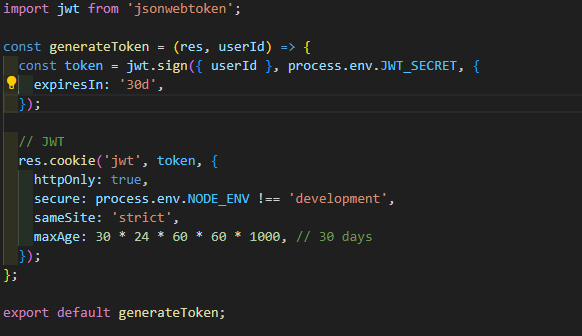 import jwt from 'jsonwebtoken';
const generateToken = (res, userId) => {
const token = jwt.sign({ userId }, process.env.JWT_SECRET, {
expiresIn: '30d',
});
// JWT
res.cookie('jwt', token, {
httpOnly: true,
secure: process.env.NODE_ENV !== 'development',
sameSite: 'strict',
maxAge: 30 * 24 * 60 * 60 * 1000, // 30 days
});
};
export default generateToken;